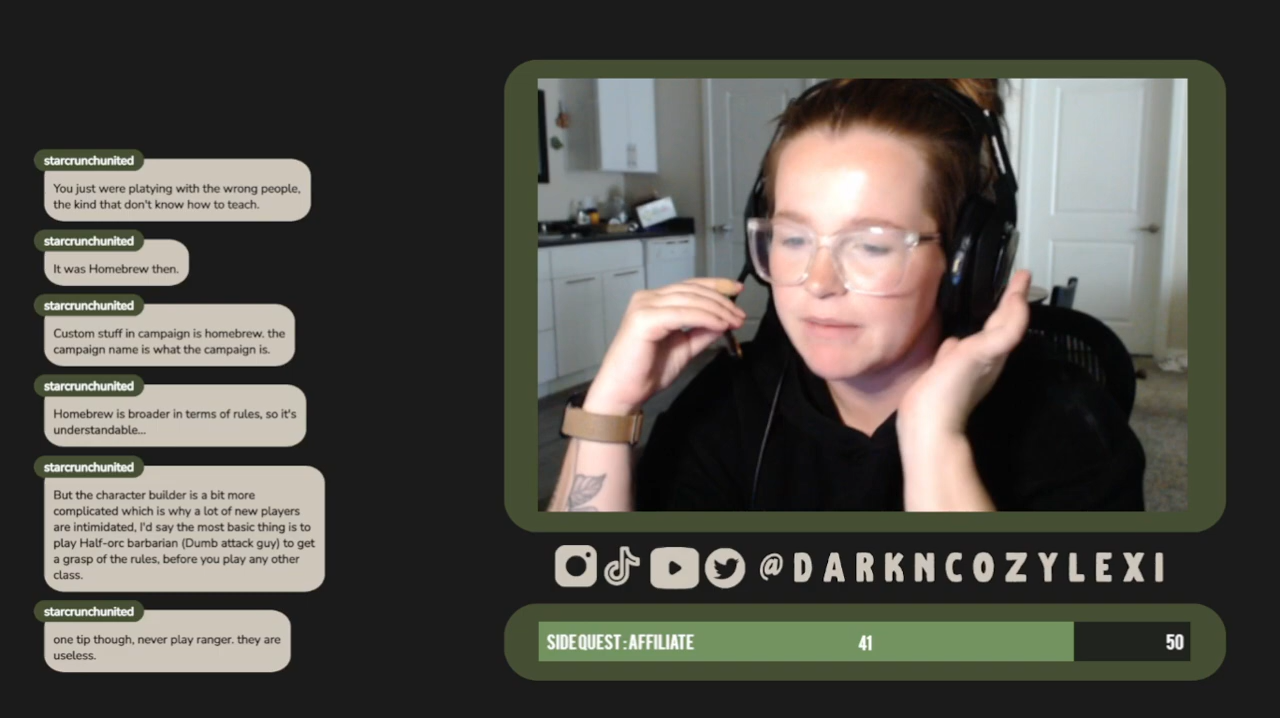 starcrunchunited
You just were platying with the wrong people,
the kind that don't know how to teach.
starcrunchunited
It was Homebrew then.
starcrunchunited
Custom stuff in campaign is homebrew. the
campaign name is what the campaign is.
starcrunchunited
Homebrew is broader in terms of rules, so it's
understandable...
starcrunchunited
But the character builder is a bit more
complicated which is why a lot of new players
are intimidated, I'd say the most basic thing is to
play Half-orc barbarian (Dumb attack guy) to get
a grasp of the rules, before you play any other
class.
starcrunchunited
one tip though, never play ranger. they are
useless.
@DARKNCOZYLEXI
SIDE QUEST: AFFILIATE 41 50